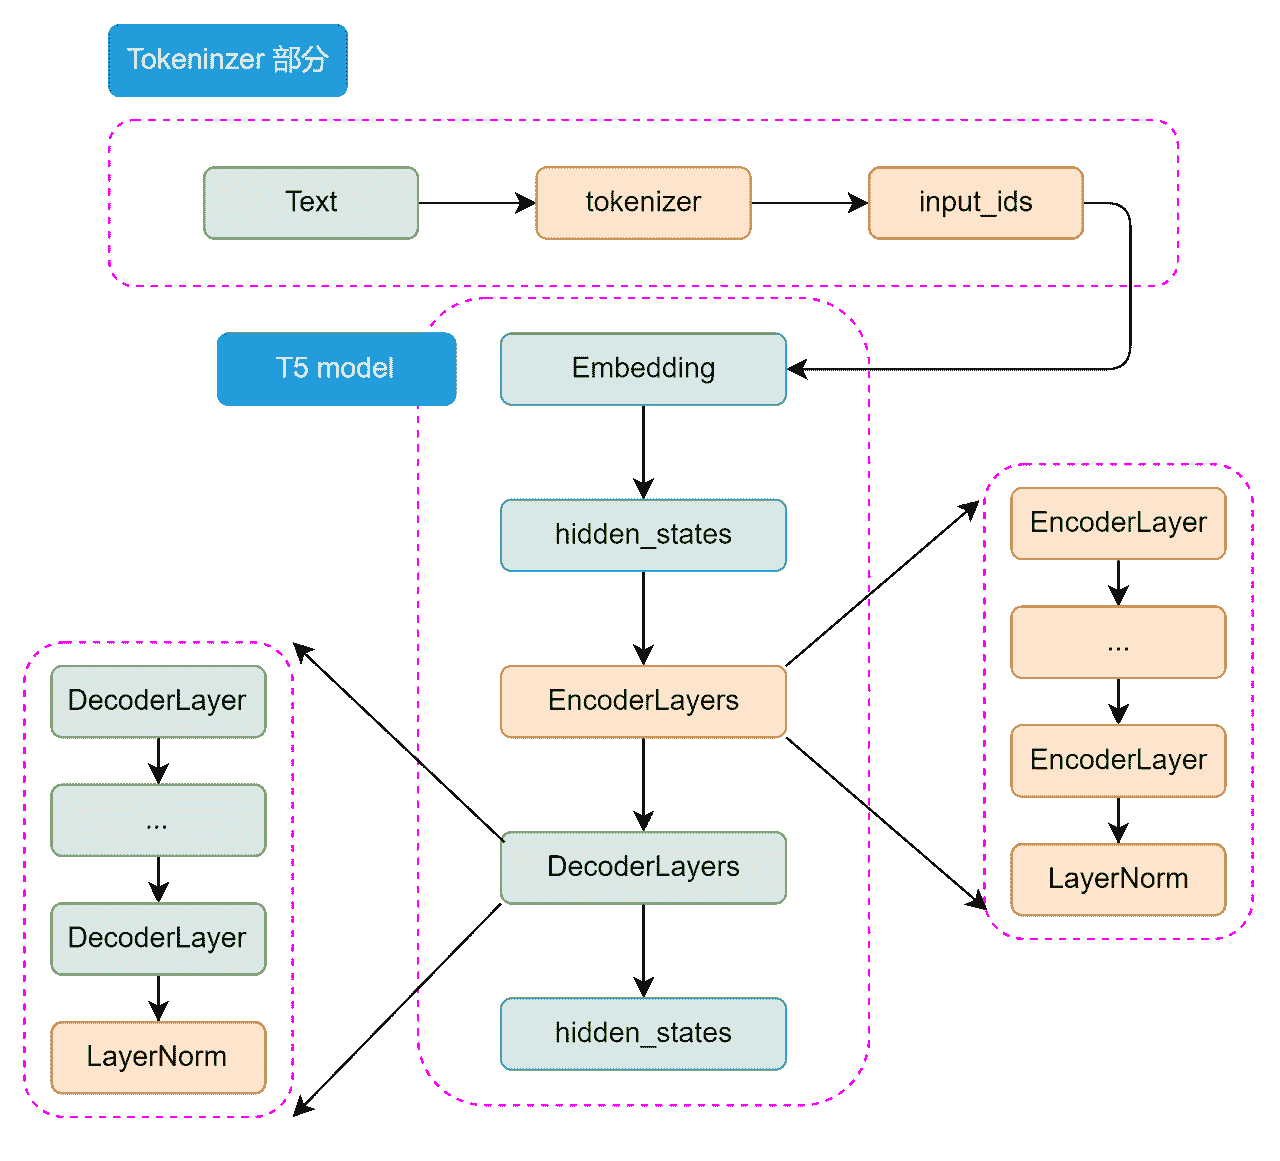 Tokeninzer 部分
Text
tokenizer
input_ids
T5 model
Embedding
hidden_states
EncoderLayers
DecoderLayers
hidden_states
EncoderLayer
...
EncoderLayer
LayerNorm
DecoderLayer
...
DecoderLayer
LayerNorm